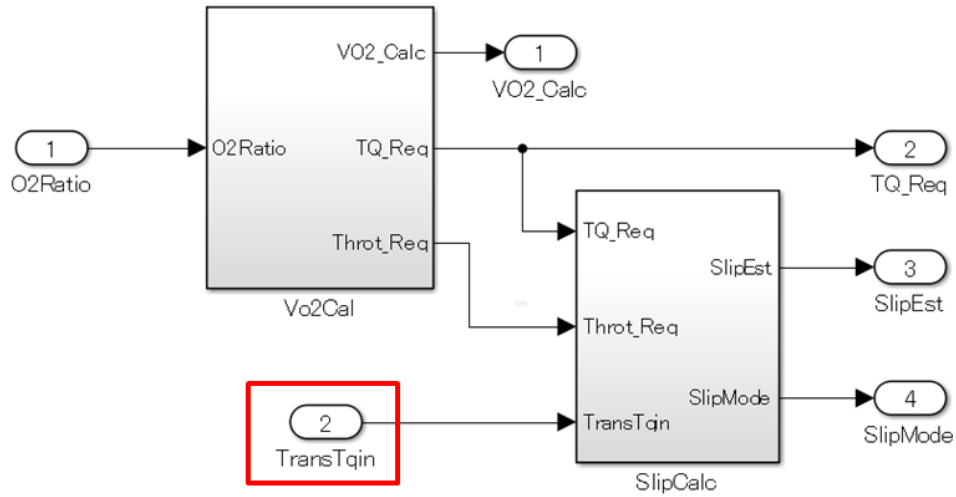 VO2_Calc
1
VO2_Calc
1
O2Ratio
O2Ratio
TQ_Req
2
TQ_Req
TQ_Req
Throt_Req
SlipEst
3
SlipEst
Vo2Cal
Throt_Req
2
TransTqin
TransTqin
SlipMode
4
SlipMode
SlipCalc